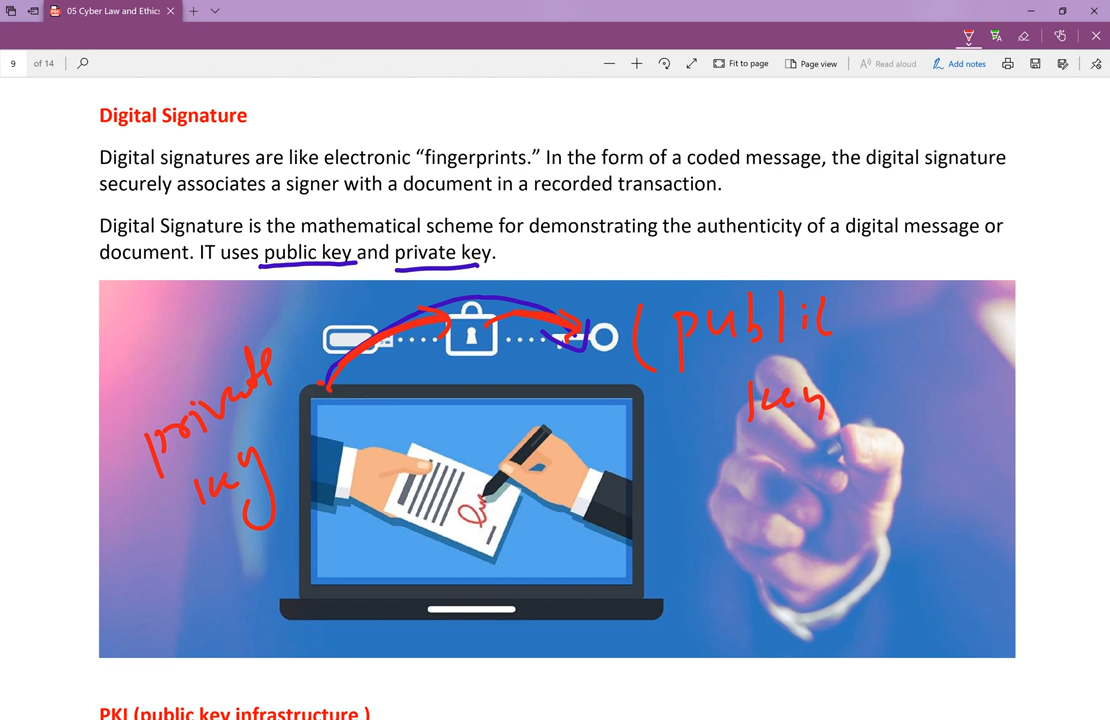 05 Cyber Law and Ethics
9 of 14
Fit to page
Page view
Read aloud
Add notes
Digital Signature
Digital signatures are like electronic “fingerprints.” In the form of a coded message, the digital signature
securely associates a signer with a document in a recorded transaction.
Digital Signature is the mathematical scheme for demonstrating the authenticity of a digital message or
document. IT uses public key and private key.
(public
key
private
key
PKI (public key infrastructure )